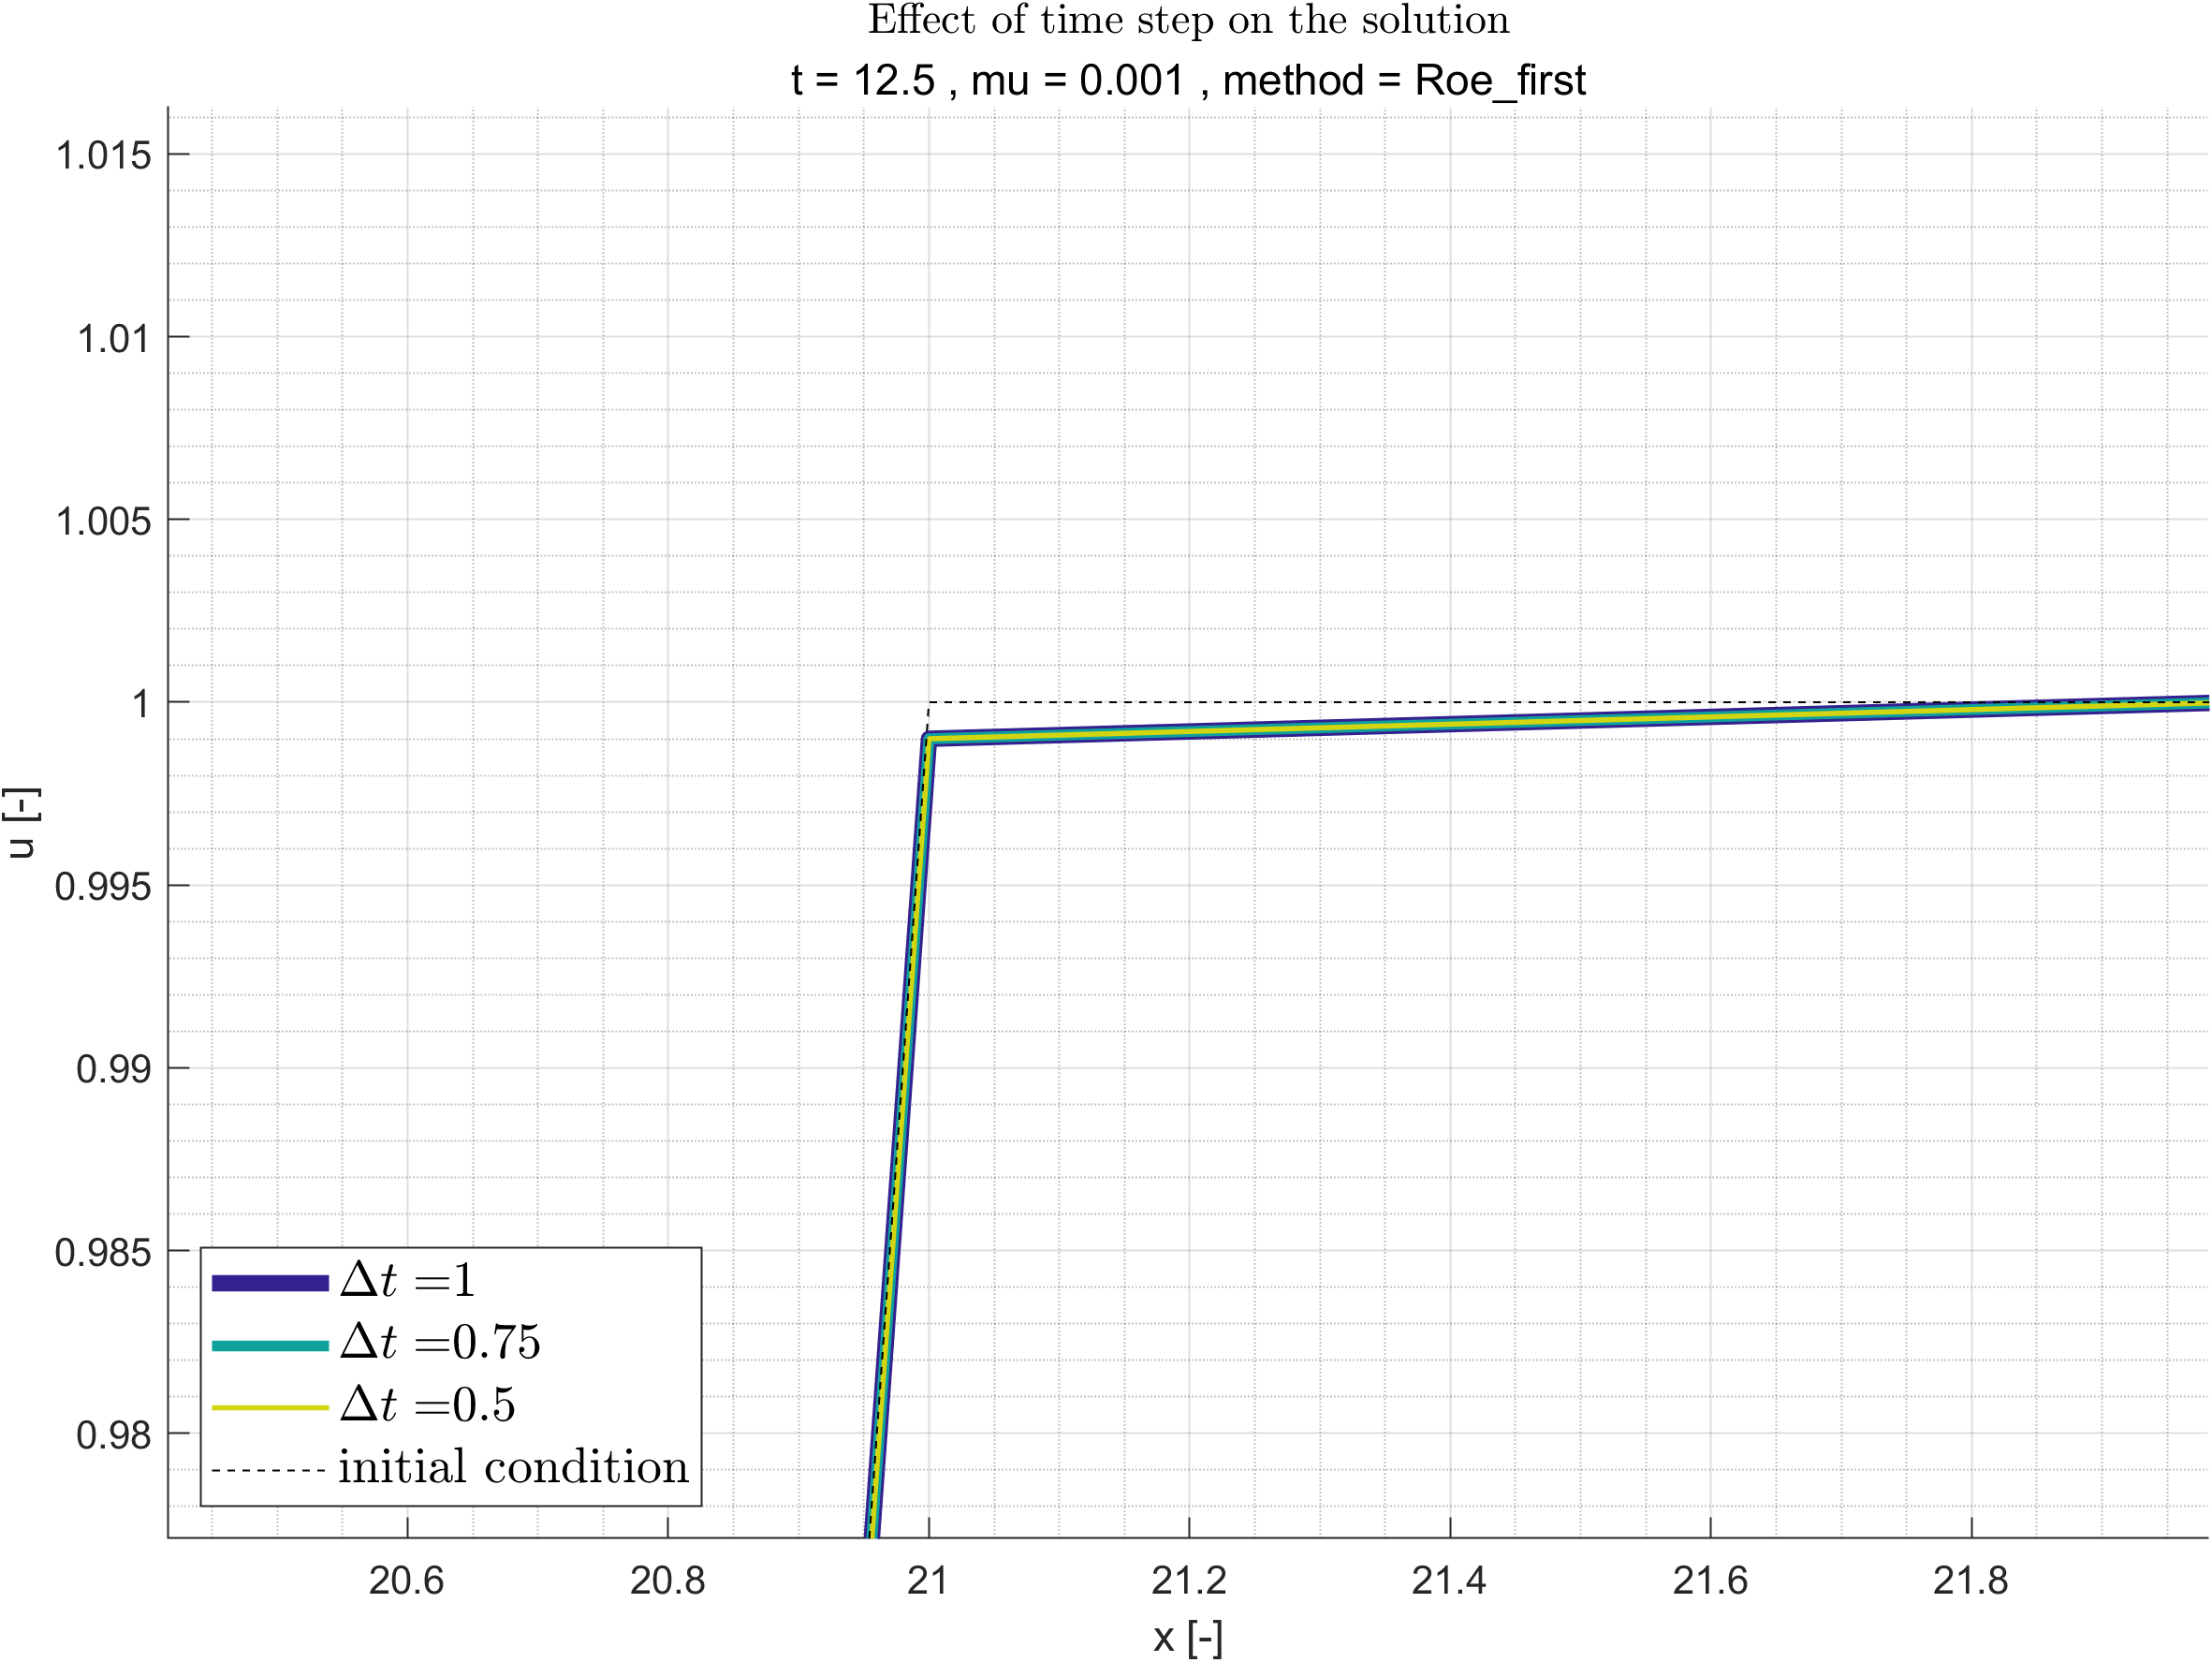 Effect of time step on the solution
t = 12.5 , mu = 0.001 , method = Roe_first
1.015
1.01
1.005
1
0.995
0.99
0.985
0.98
u [-]
Δt =1
Δt =0.75
Δt =0.5
initial condition
20.6 20.8 21 21.2 21.4 21.6 21.8
x [-]